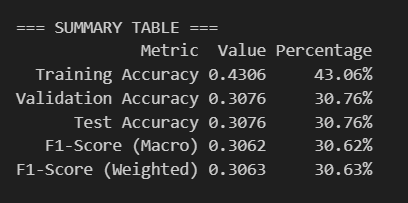 === SUMMARY TABLE ===
Metric Value Percentage
Training Accuracy 0.4306 43.06%
Validation Accuracy 0.3076 30.76%
Test Accuracy 0.3076 30.76%
F1-Score (Macro) 0.3062 30.62%
F1-Score (Weighted) 0.3063 30.63%